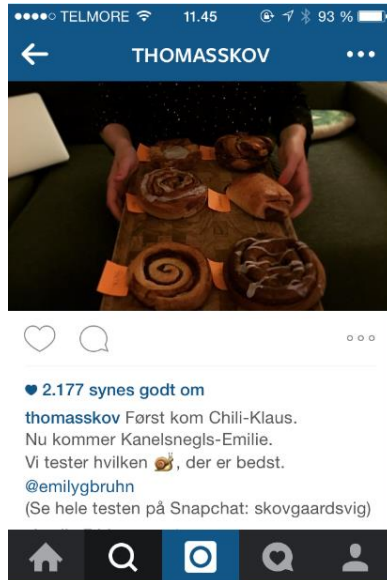 TELMORE 11.45 93 %
THOMASSKOV
2.177 synes godt om
thomasskov Først kom Chili-Klaus.
Nu kommer Kanelsnegls-Emilie.
Vi tester hvilken 🐌, der er bedst.
@emilygbruhn
(Se hele testen på Snapchat: skovgaardsvig)